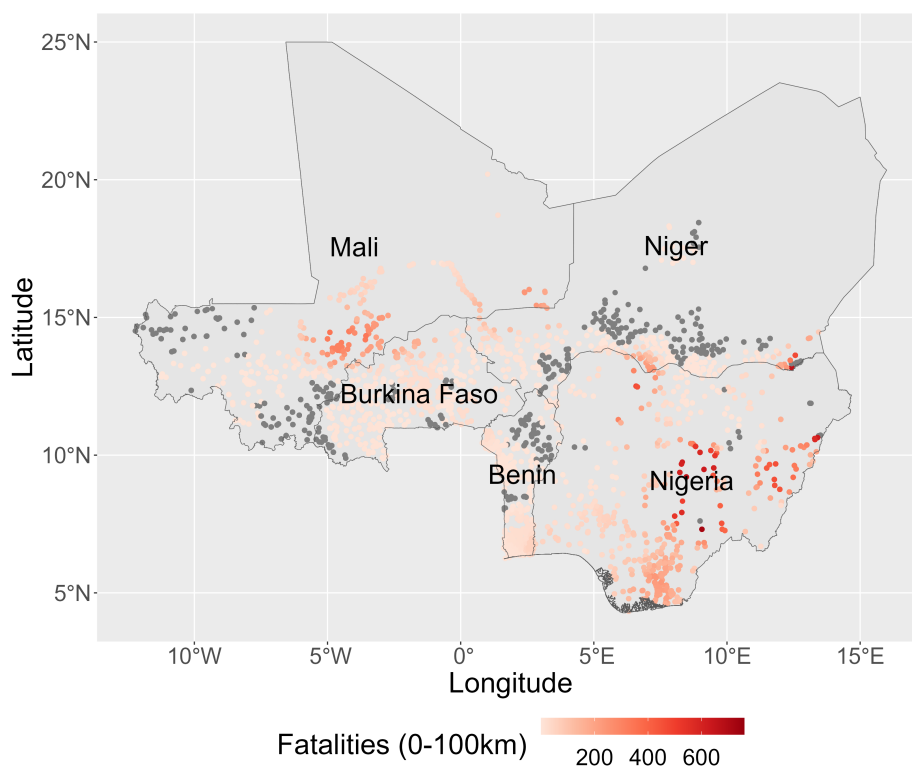 25°N
20°N
15°N
10°N
5°N
Latitude
Mali
Niger
Burkina Faso
Benin
Nigeria
10°W 5°W 0° 5°E 10°E 15°E
Longitude
Fatalities (0-100km)
200 400 600